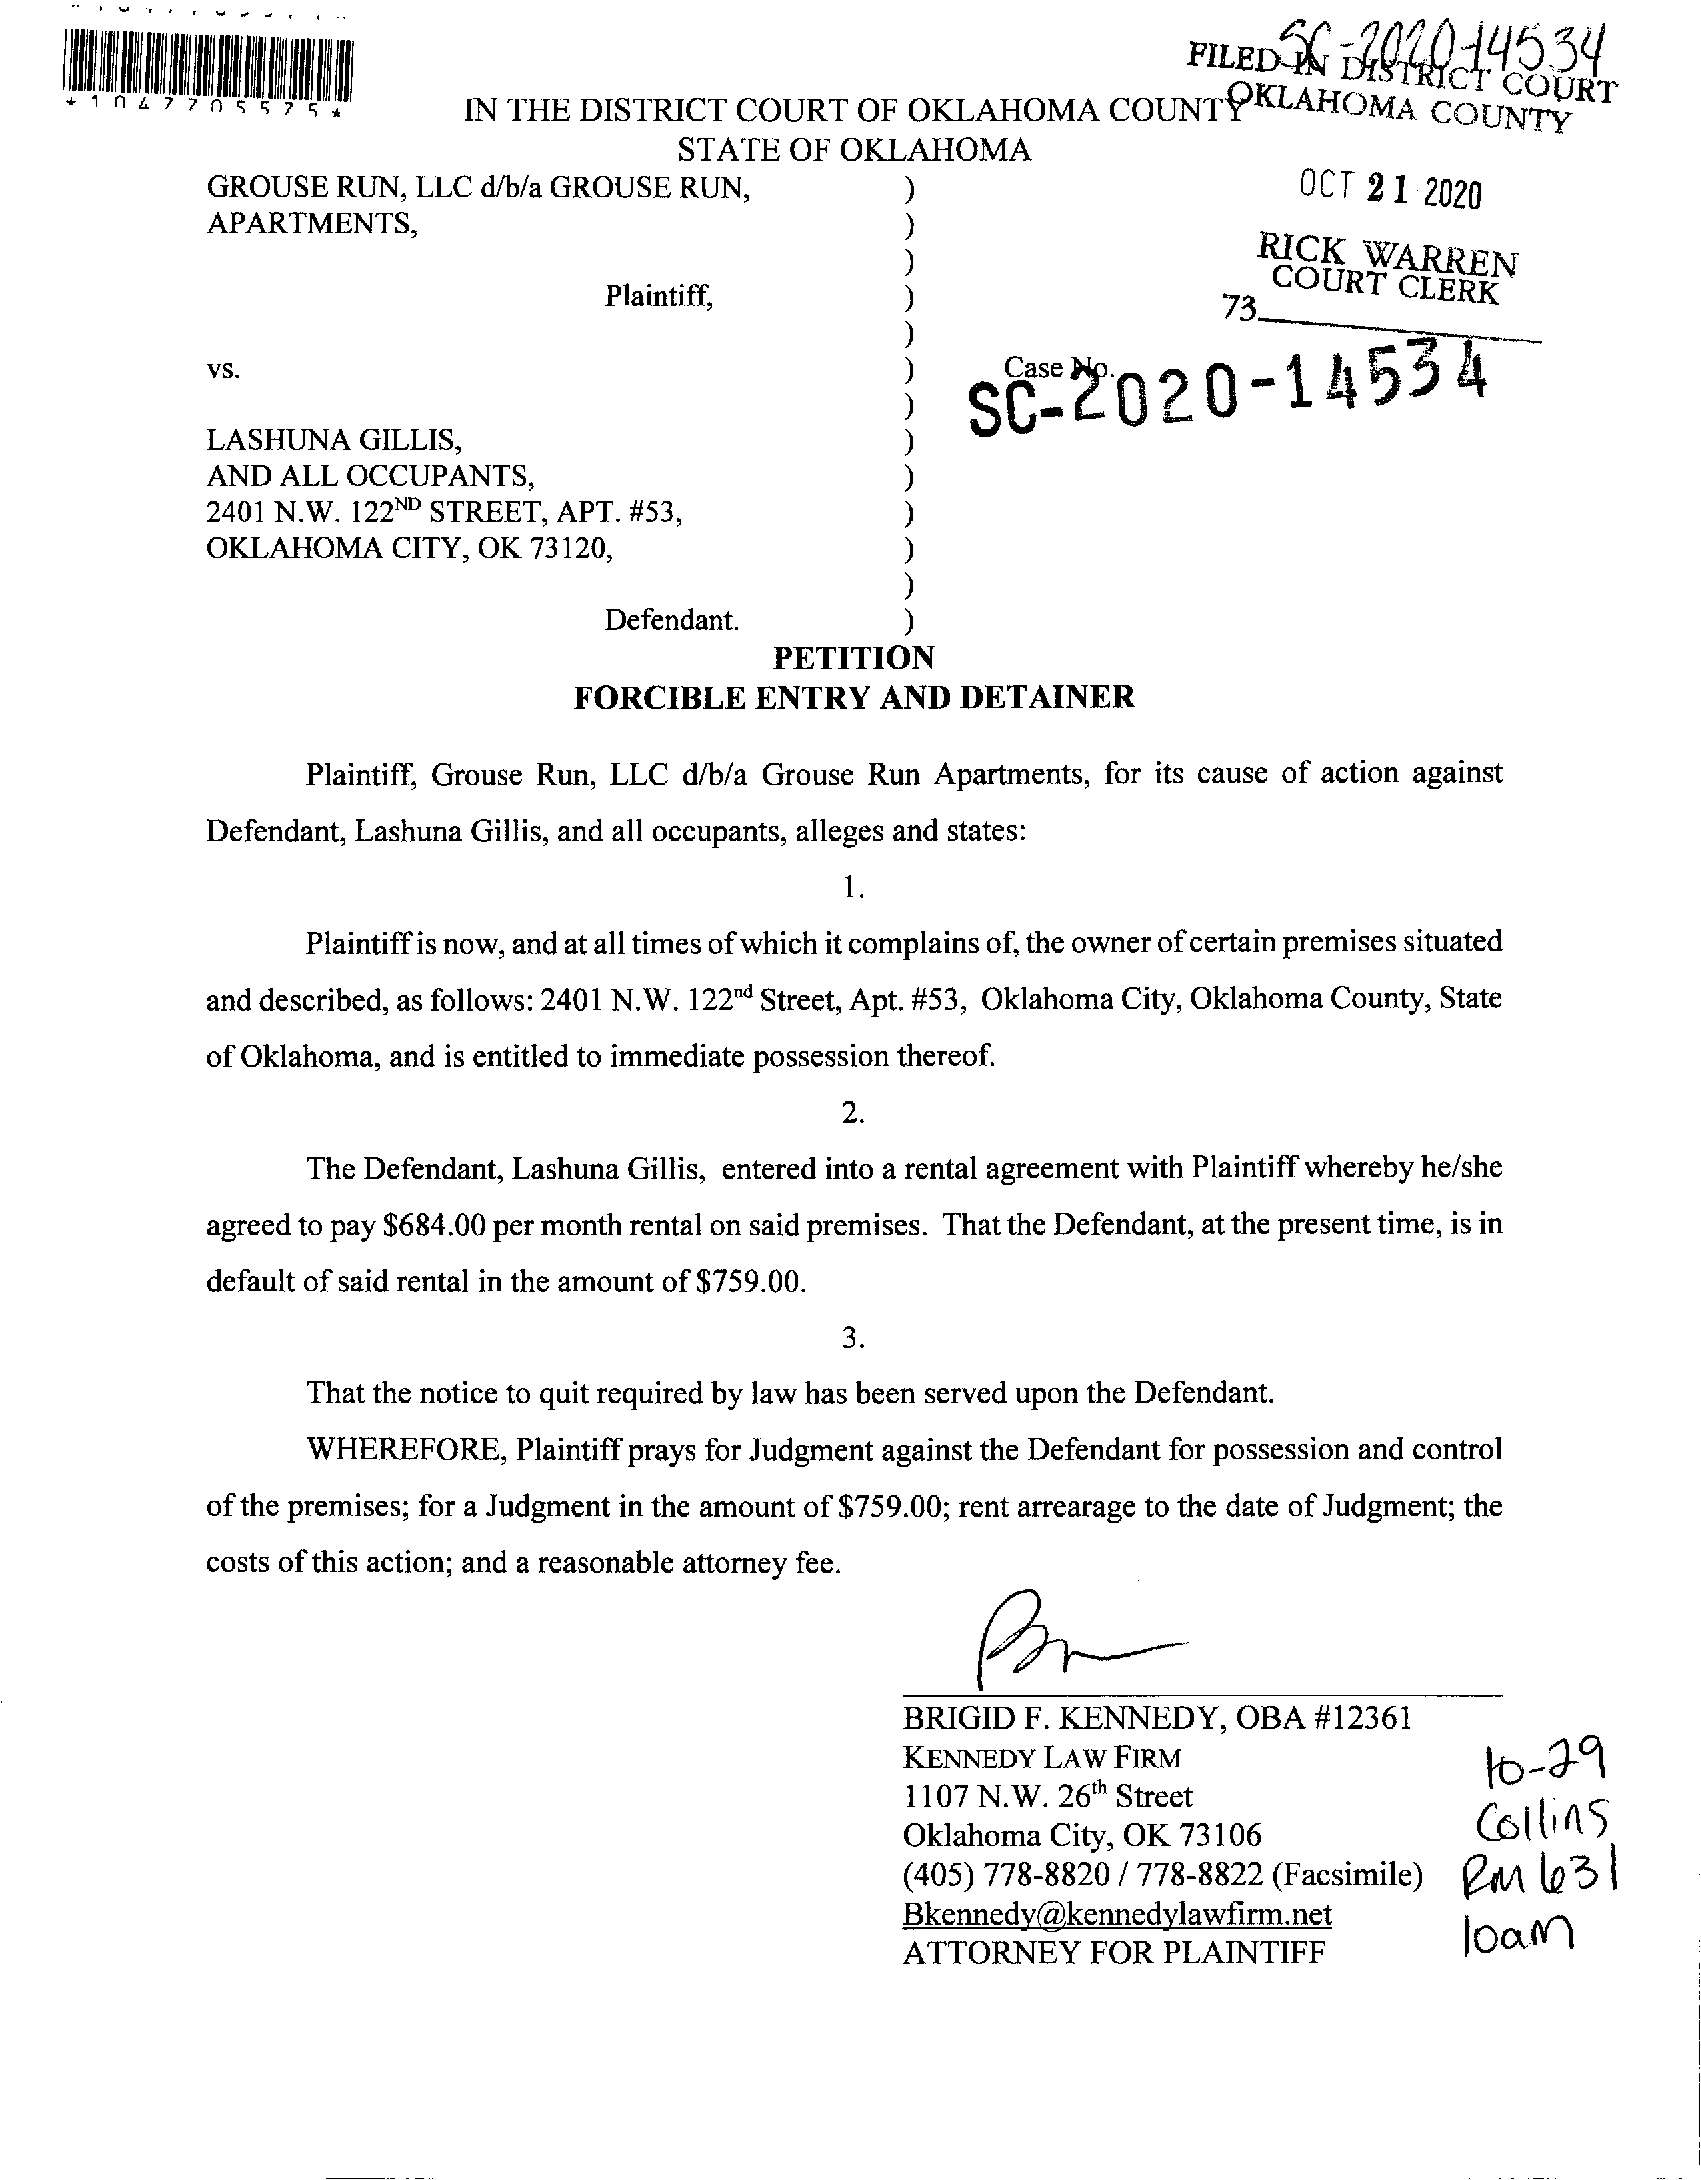 SC-2020-14534
FILED IN DISTRICT COURT
OKLAHOMA COUNTY
*1047705575*
IN THE DISTRICT COURT OF OKLAHOMA COUNTY
STATE OF OKLAHOMA
GROUSE RUN, LLC d/b/a GROUSE RUN, )
APARTMENTS, )
)
Plaintiff, )
)
vs. )
)
LASHUNA GILLIS, )
AND ALL OCCUPANTS, )
2401 N.W. 122ND STREET, APT. #53, )
OKLAHOMA CITY, OK 73120, )
)
Defendant. )
OCT 21 2020
RICK WARREN
COURT CLERK
73
Case No.
SC-2020-14534
PETITION
FORCIBLE ENTRY AND DETAINER
Plaintiff, Grouse Run, LLC d/b/a Grouse Run Apartments, for its cause of action against
Defendant, Lashuna Gillis, and all occupants, alleges and states:
1.
Plaintiff is now, and at all times of which it complains of, the owner of certain premises situated
and described, as follows: 2401 N.W. 122nd Street, Apt. #53, Oklahoma City, Oklahoma County, State
of Oklahoma, and is entitled to immediate possession thereof.
2.
The Defendant, Lashuna Gillis, entered into a rental agreement with Plaintiff whereby he/she
agreed to pay $684.00 per month rental on said premises. That the Defendant, at the present time, is in
default of said rental in the amount of $759.00.
3.
That the notice to quit required by law has been served upon the Defendant.
WHEREFORE, Plaintiff prays for Judgment against the Defendant for possession and control
of the premises; for a Judgment in the amount of $759.00; rent arrearage to the date of Judgment; the
costs of this action; and a reasonable attorney fee.
BRIGID F. KENNEDY, OBA #12361
KENNEDY LAW FIRM
1107 N.W. 26th Street
Oklahoma City, OK 73106
(405) 778-8820 / 778-8822 (Facsimile)
Bkennedy@kennedylawfirm.net
ATTORNEY FOR PLAINTIFF
10-29
Collins
Rm 631
10am